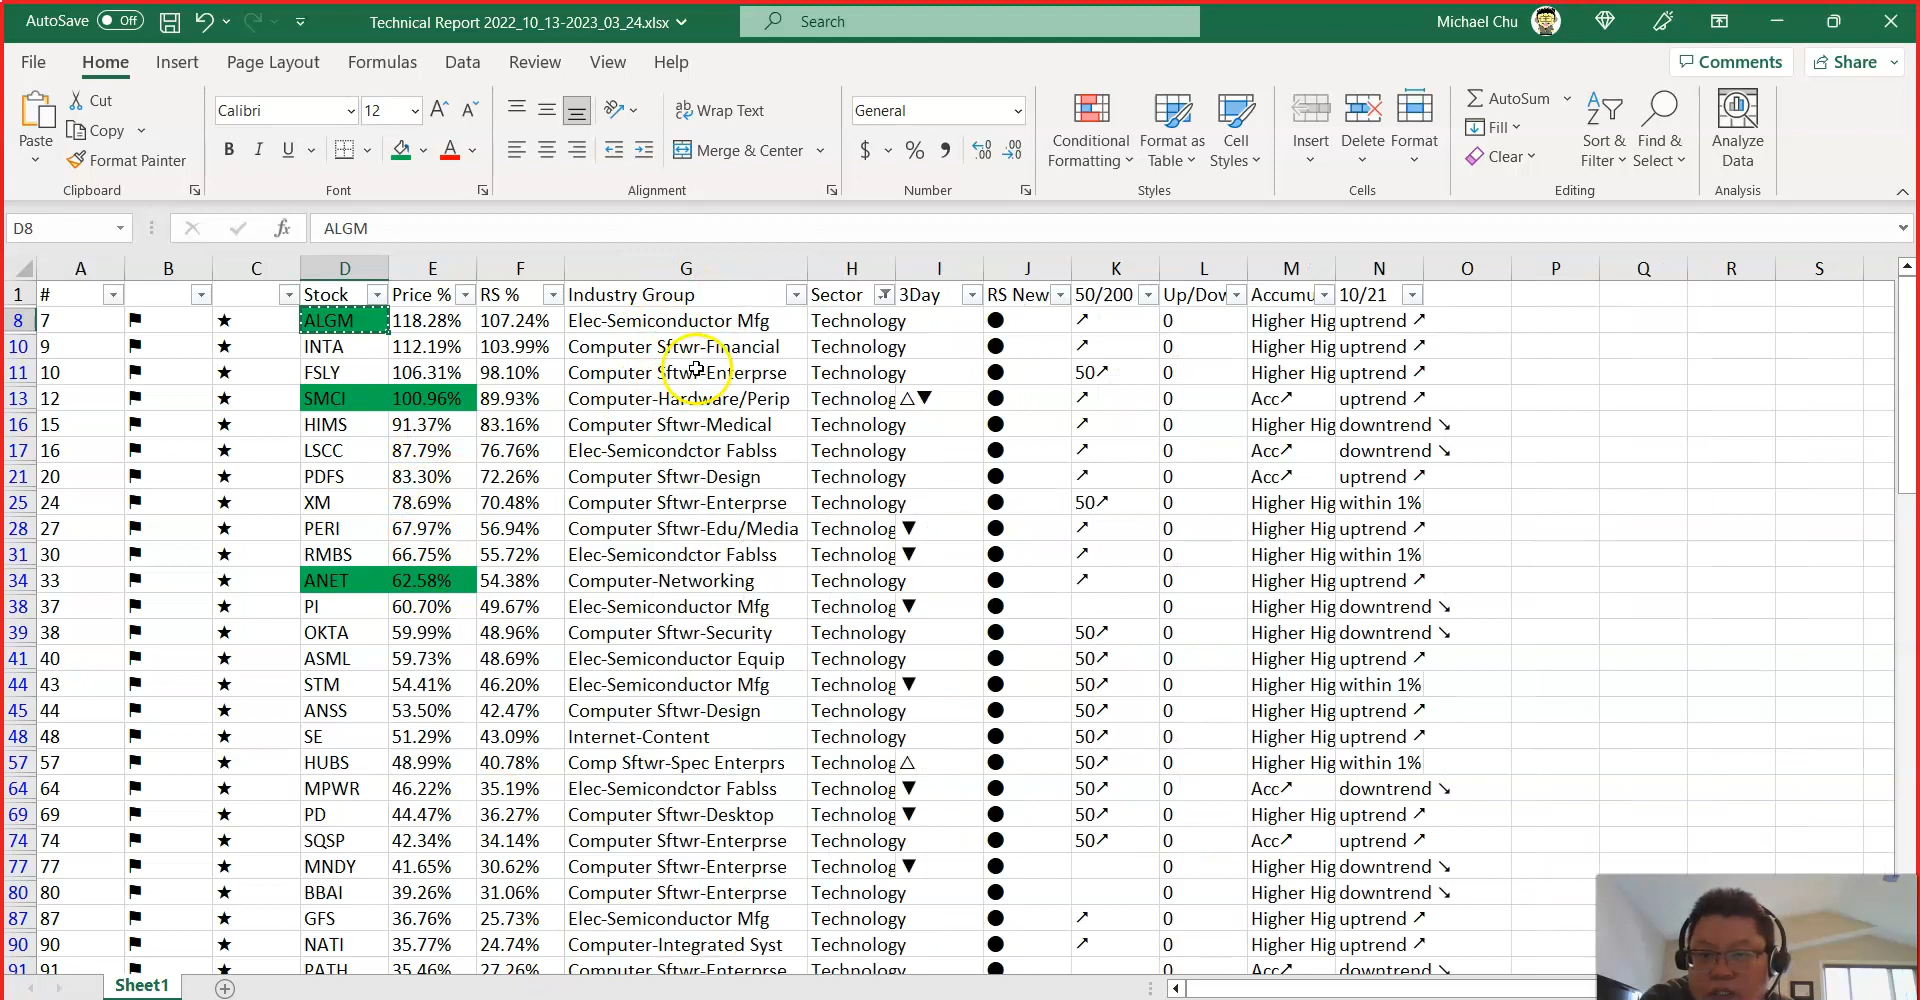 AutoSave Off Technical Report 2022_10_13-2023_03_24.xlsx Search Michael Chu
File Home Insert Page Layout Formulas Data Review View Help Comments Share
Paste Cut Copy Format Painter Clipboard
Calibri 12 B I U A Font
Wrap Text Merge & Center Alignment
General $ % Number
Conditional Formatting Format as Table Cell Styles Styles
Insert Delete Format Cells
AutoSum Fill Clear Sort & Filter Find & Select Editing
Analyze Data Analysis
D8 fx ALGM
A B C D E F G H I J K L M N O P Q R S
1 # Stock Price % RS % Industry Group Sector 3Day RS New 50/200 Up/Dow Accumu 10/21
8 7 ⚑ ★ ALGM 118.28% 107.24% Elec-Semiconductor Mfg Technology ● ↗ 0 Higher Hig uptrend ↗
10 9 ⚑ ★ INTA 112.19% 103.99% Computer Sftwr-Financial Technology ● ↗ 0 Higher Hig uptrend ↗
11 10 ⚑ ★ FSLY 106.31% 98.10% Computer Sftwr-Enterprse Technology ● 50↗ 0 Higher Hig uptrend ↗
13 12 ⚑ ★ SMCI 100.96% 89.93% Computer-Hardware/Perip Technolog △▼ ● ↗ 0 Acc↗ uptrend ↗
16 15 ⚑ ★ HIMS 91.37% 83.16% Computer Sftwr-Medical Technology ● ↗ 0 Higher Hig downtrend ↘
17 16 ⚑ ★ LSCC 87.79% 76.76% Elec-Semicondctor Fablss Technology ● ↗ 0 Acc↗ downtrend ↘
21 20 ⚑ ★ PDFS 83.30% 72.26% Computer Sftwr-Design Technology ● ↗ 0 Acc↗ uptrend ↗
25 24 ⚑ ★ XM 78.69% 70.48% Computer Sftwr-Enterprse Technology ● 50↗ 0 Higher Hig within 1%
28 27 ⚑ ★ PERI 67.97% 56.94% Computer Sftwr-Edu/Media Technolog ▼ ● ↗ 0 Higher Hig uptrend ↗
31 30 ⚑ ★ RMBS 66.75% 55.72% Elec-Semicondctor Fablss Technolog ▼ ● ↗ 0 Higher Hig within 1%
34 33 ⚑ ★ ANET 62.58% 54.38% Computer-Networking Technology ● ↗ 0 Higher Hig uptrend ↗
38 37 ⚑ ★ PI 60.70% 49.67% Elec-Semiconductor Mfg Technolog ▼ ● 0 Higher Hig downtrend ↘
39 38 ⚑ ★ OKTA 59.99% 48.96% Computer Sftwr-Security Technology ● 50↗ 0 Higher Hig downtrend ↘
41 40 ⚑ ★ ASML 59.73% 48.69% Elec-Semiconductor Equip Technology ● 50↗ 0 Higher Hig uptrend ↗
44 43 ⚑ ★ STM 54.41% 46.20% Elec-Semiconductor Mfg Technolog ▼ ● 50↗ 0 Higher Hig within 1%
45 44 ⚑ ★ ANSS 53.50% 42.47% Computer Sftwr-Design Technology ● 50↗ 0 Higher Hig uptrend ↗
48 48 ⚑ ★ SE 51.29% 43.09% Internet-Content Technology ● 50↗ 0 Higher Hig uptrend ↗
57 57 ⚑ ★ HUBS 48.99% 40.78% Comp Sftwr-Spec Enterprs Technolog △ ● 50↗ 0 Higher Hig within 1%
64 64 ⚑ ★ MPWR 46.22% 35.19% Elec-Semicondctor Fablss Technolog ▼ ● 50↗ 0 Acc↗ downtrend ↘
69 69 ⚑ ★ PD 44.47% 36.27% Computer Sftwr-Desktop Technolog ▼ ● 50↗ 0 Higher Hig uptrend ↗
74 74 ⚑ ★ SQSP 42.34% 34.14% Computer Sftwr-Enterprse Technology ● 50↗ 0 Acc↗ uptrend ↗
77 77 ⚑ ★ MNDY 41.65% 30.62% Computer Sftwr-Enterprse Technolog ▼ ● 0 Higher Hig downtrend ↘
80 80 ⚑ ★ BBAI 39.26% 31.06% Computer Sftwr-Enterprse Technology ● 0 Higher Hig downtrend ↘
87 87 ⚑ ★ GFS 36.76% 25.73% Elec-Semiconductor Mfg Technology ● ↗ 0 Higher Hig uptrend ↗
90 90 ⚑ ★ NATI 35.77% 24.74% Computer-Integrated Syst Technology ● ↗ 0 Higher Hig uptrend ↗
91 91 ⚑ ★ PATH 35.46% 27.26% Computer Sftwr-Enterprse Technology ● 0 Acc↗ downtrend ↘
Sheet1